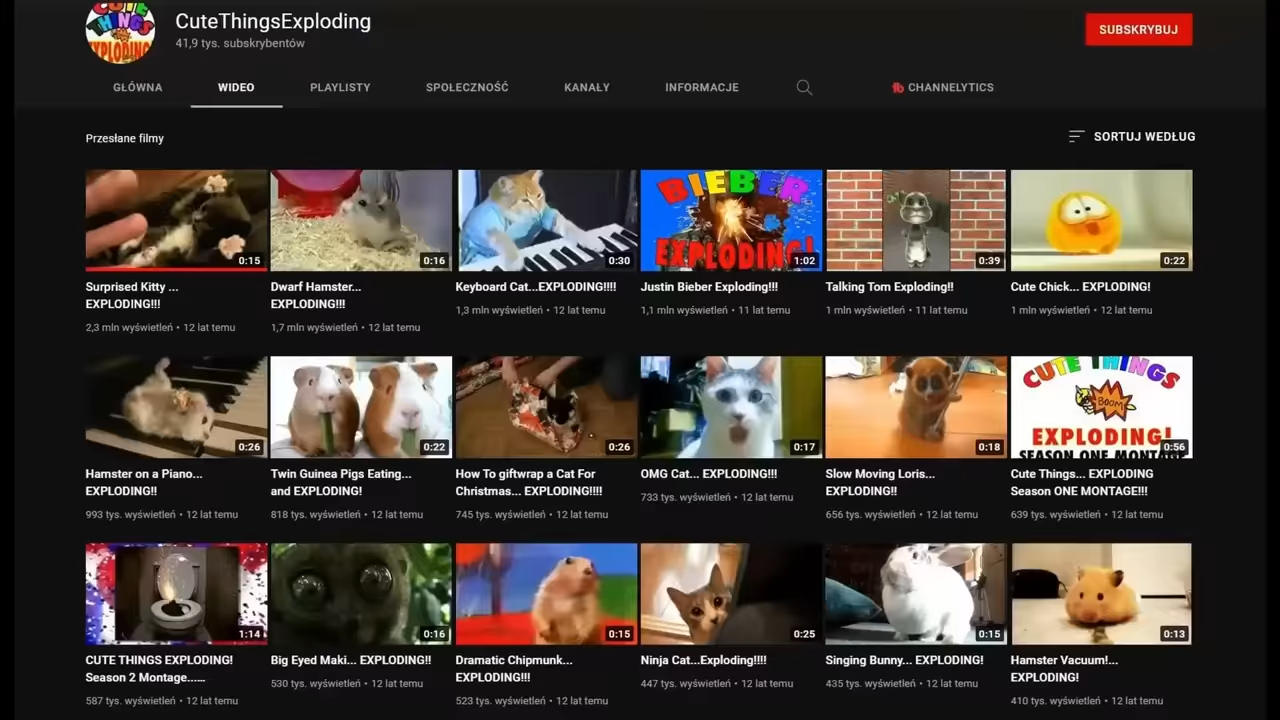 CUTE
THINGS
EXPLODING
CuteThingsExploding
41,9 tys. subskrybentów
SUBSKRYBUJ
GŁÓWNA
WIDEO
PLAYLISTY
SPOŁECZNOŚĆ
KANAŁY
INFORMACJE
CHANNELYTICS
Przesłane filmy
SORTUJ WEDŁUG
0:15
0:16
0:30
BIEBER
EXPLODING!
1:02
0:39
0:22
Surprised Kitty ...
EXPLODING!!!
2,3 mln wyświetleń • 12 lat temu
Dwarf Hamster...
EXPLODING!!!
1,7 mln wyświetleń • 12 lat temu
Keyboard Cat...EXPLODING!!!!
1,3 mln wyświetleń • 12 lat temu
Justin Bieber Exploding!!!
1,1 mln wyświetleń • 11 lat temu
Talking Tom Exploding!!
1 mln wyświetleń • 11 lat temu
Cute Chick... EXPLODING!
1 mln wyświetleń • 12 lat temu
0:26
0:22
0:26
0:17
0:18
CUTE THINGS
BOOM
EXPLODING!
SEASON ONE MONTAGE
0:56
Hamster on a Piano...
EXPLODING!!
993 tys. wyświetleń • 12 lat temu
Twin Guinea Pigs Eating...
and EXPLODING!
818 tys. wyświetleń • 12 lat temu
How To giftwrap a Cat For
Christmas... EXPLODING!!!!
745 tys. wyświetleń • 12 lat temu
OMG Cat... EXPLODING!!!
733 tys. wyświetleń • 12 lat temu
Slow Moving Loris...
EXPLODING!!
656 tys. wyświetleń • 12 lat temu
Cute Things... EXPLODING
Season ONE MONTAGE!!!
639 tys. wyświetleń • 12 lat temu
1:14
0:16
0:15
0:25
0:15
0:13
CUTE THINGS EXPLODING!
Season 2 Montage......
587 tys. wyświetleń • 12 lat temu
Big Eyed Maki... EXPLODING!!
530 tys. wyświetleń • 12 lat temu
Dramatic Chipmunk...
EXPLODING!!!
523 tys. wyświetleń • 12 lat temu
Ninja Cat...Exploding!!!!
447 tys. wyświetleń • 12 lat temu
Singing Bunny... EXPLODING!
435 tys. wyświetleń • 12 lat temu
Hamster Vacuum!...
EXPLODING!
410 tys. wyświetleń • 12 lat temu